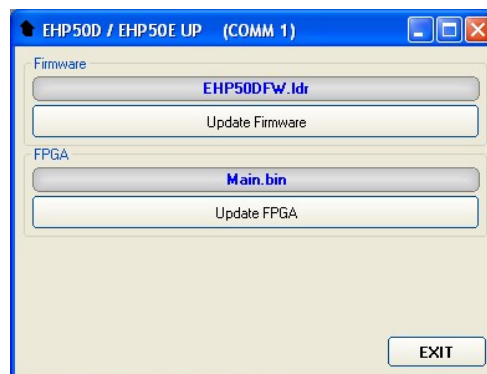 EHP50D / EHP50E UP (COMM 1)
Firmware
EHP50DFW.ldr
Update Firmware
FPGA
Main.bin
Update FPGA
EXIT